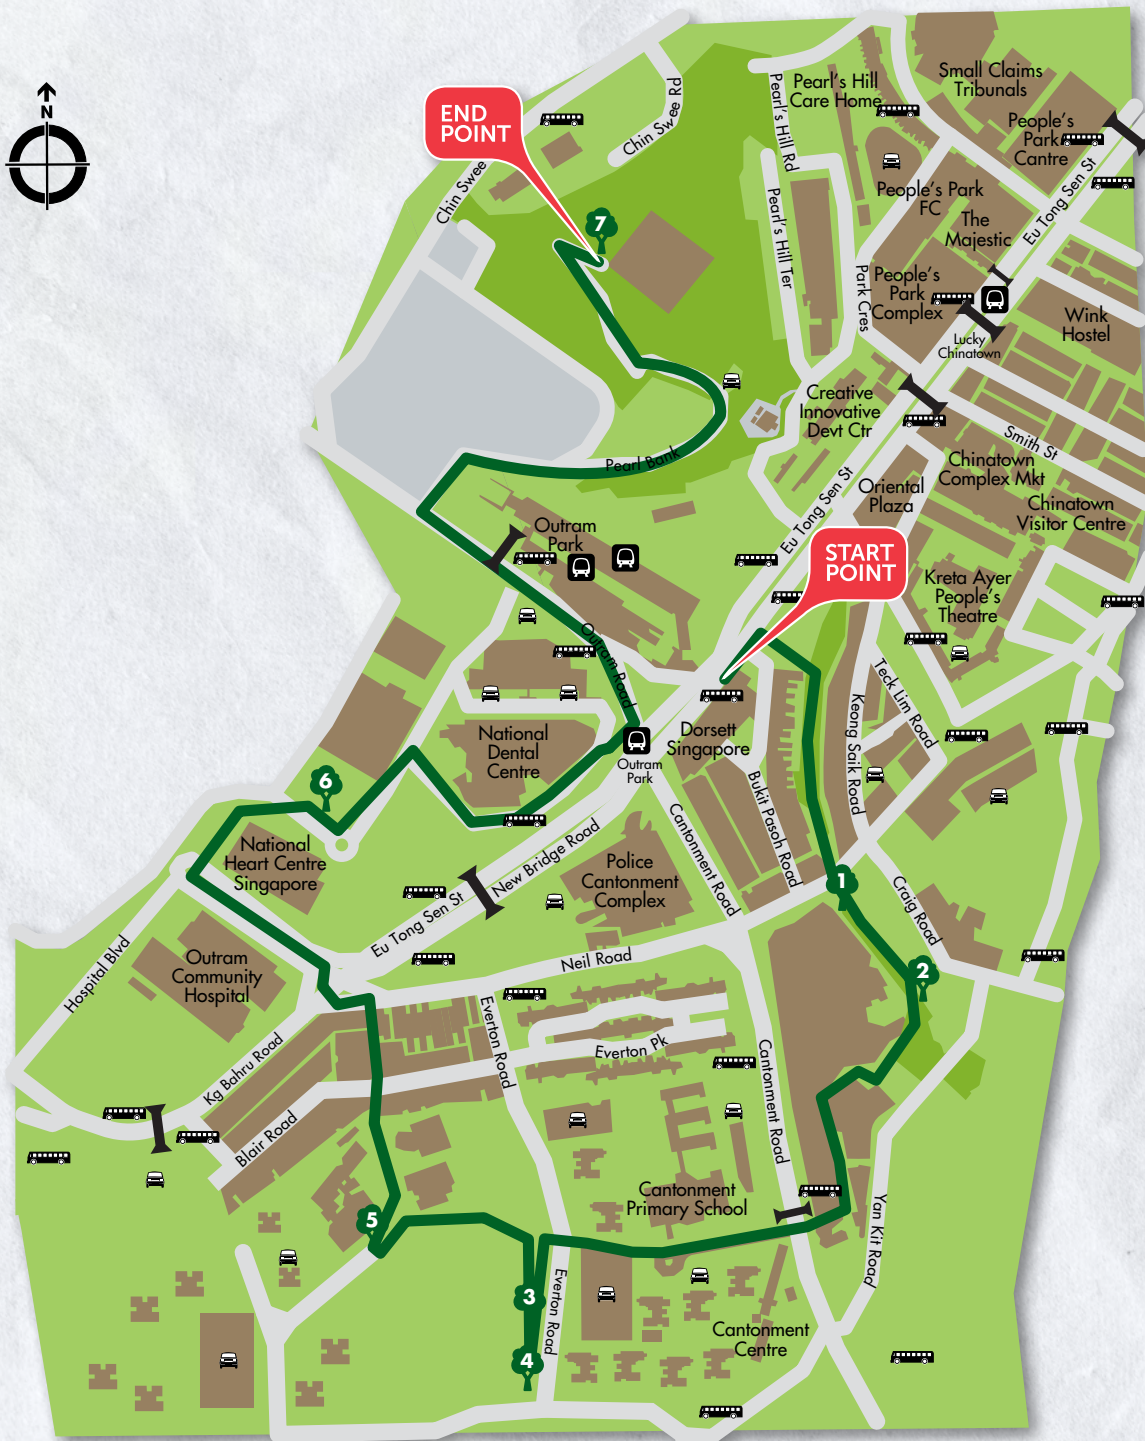 N
END
POINT
Chin Swee Rd
Chin Swee
Pearl's Hill Rd
Pearl's Hill
Care Home
Small Claims
Tribunals
People's
Park
Cantre
Eu Tong Sen St
People's Park
FC
The
Majestic
7
Pearl's Hill Ter
Park Cres
People's
Park
Complex
Wink
Hostel
Lucky
Chinatown
Creative
Innovative
Devt Ctr
Smith St
Pearl Bank
Chinatown
Complex Mkt
Oriental
Plaza
Chinatown
Visitor Centre
Eu Tong Sen St
Outram
Park
START
POINT
Kreta Ayer
People's
Theatre
Outram Road
Teck Lim Road
Keong Saik Road
National
Dental
Centre
Dorsett
Singapore
Outram
Park
6
Bukit Pasoh Road
Cantonment Road
National
Heart Centre
Singapore
New Bridge Road
Police
Cantonment
Complex
1
Craig Road
Eu Tong Sen St
Hospital Blvd
Outram
Community
Hospital
Neil Road
2
Everton Road
Everton Pk
Kg Bahru Road
Cantonment Road
Blair Road
Cantonment
Primary School
5
Yan Kit Road
3
Everton Road
Cantonment
Centre
4